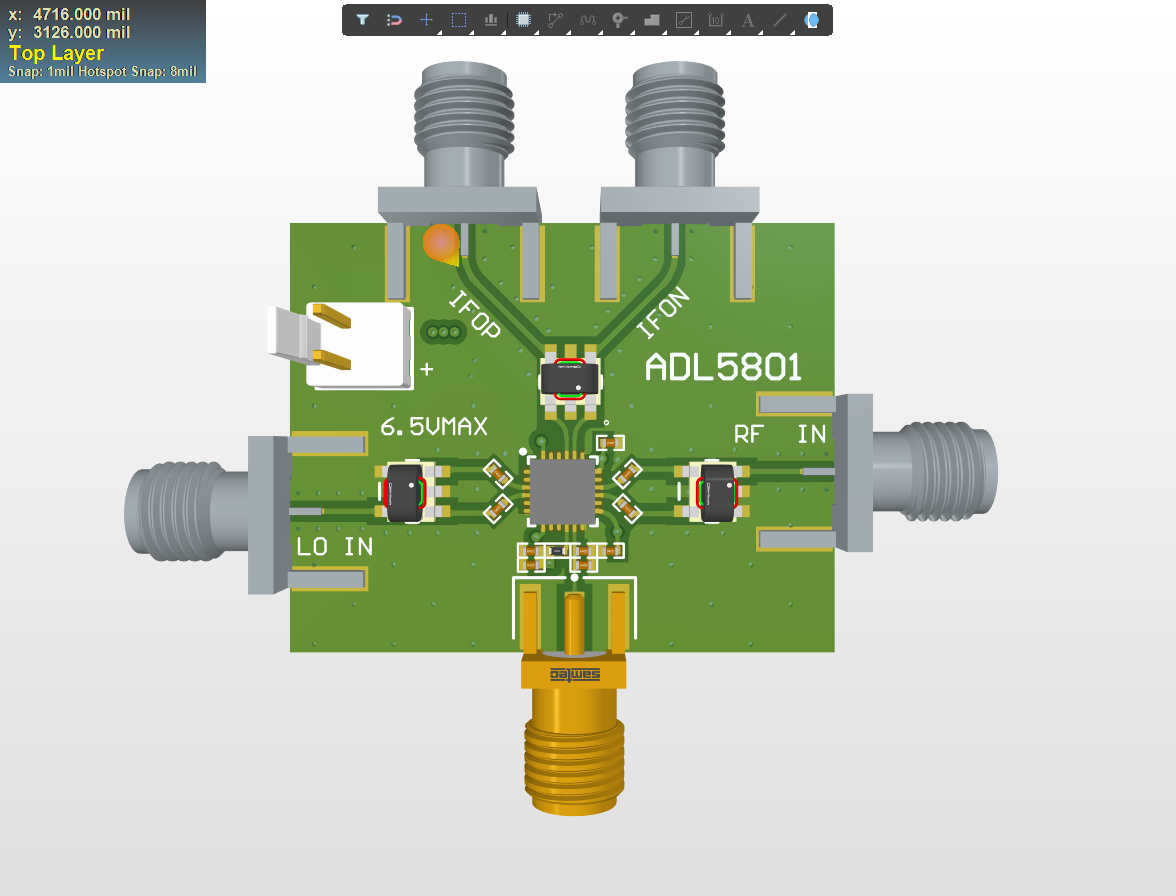 x: 4716.000 mil
y: 3126.000 mil
Top Layer
Snap: 1mil Hotspot Snap: 8mil
A
IFOP
IFON
ADL5801
+
6.5VMAX
RF IN
LO IN
samtec